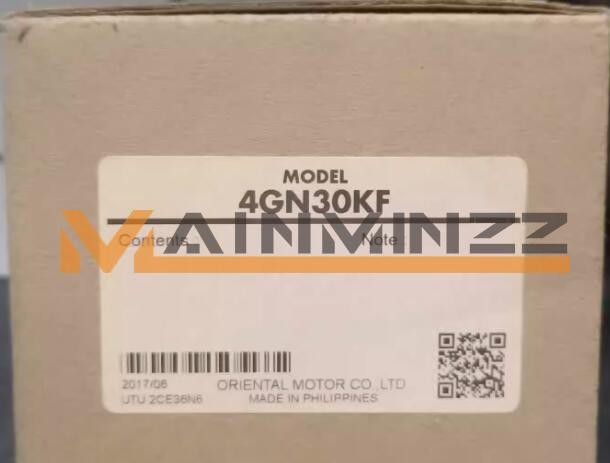 MODEL
4GN30KF
MAINMINZZ
Contents Note :
2017/06 ORIENTAL MOTOR CO.,LTD
UTU 2CE36N6 MADE IN PHILIPPINES